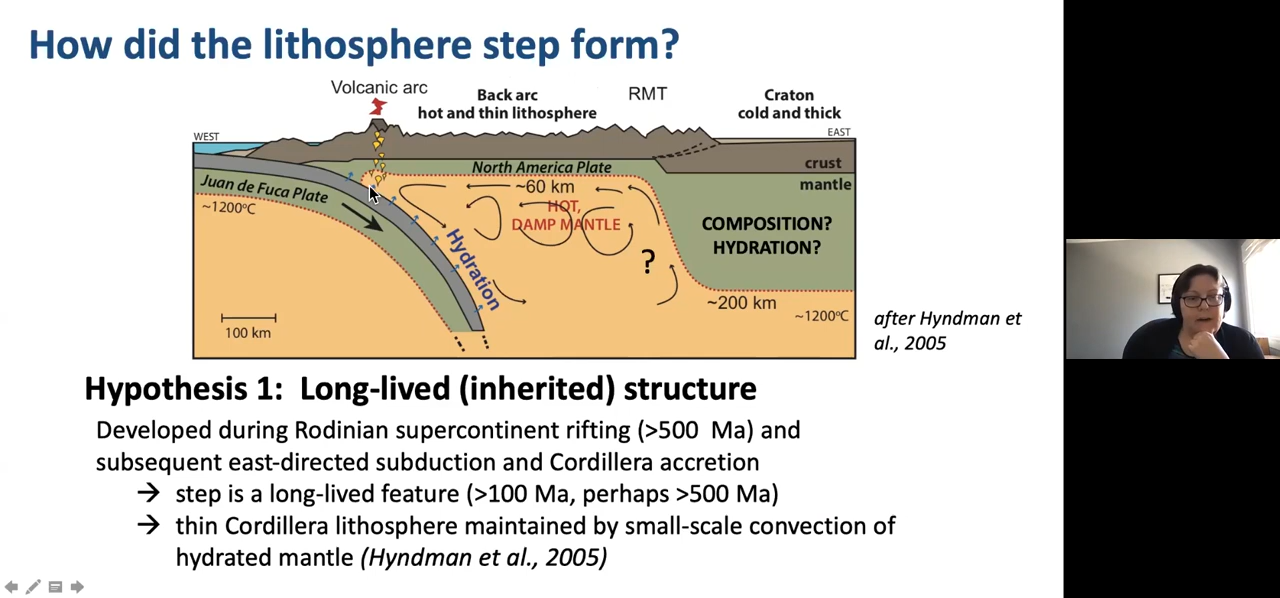 How did the lithosphere step form?
Volcanic arc
Back arc
hot and thin lithosphere
RMT
Craton
cold and thick
WEST
EAST
North America Plate
crust
mantle
Juan de Fuca Plate
~60 km
HOT,
DAMP MANTLE
~1200°C
COMPOSITION?
HYDRATION?
Hydration
?
~200 km
~1200°C
100 km
after Hyndman et
al., 2005
Hypothesis 1: Long-lived (inherited) structure
Developed during Rodinian supercontinent rifting (>500 Ma) and
subsequent east-directed subduction and Cordillera accretion
→ step is a long-lived feature (>100 Ma, perhaps >500 Ma)
→ thin Cordillera lithosphere maintained by small-scale convection of
hydrated mantle (Hyndman et al., 2005)